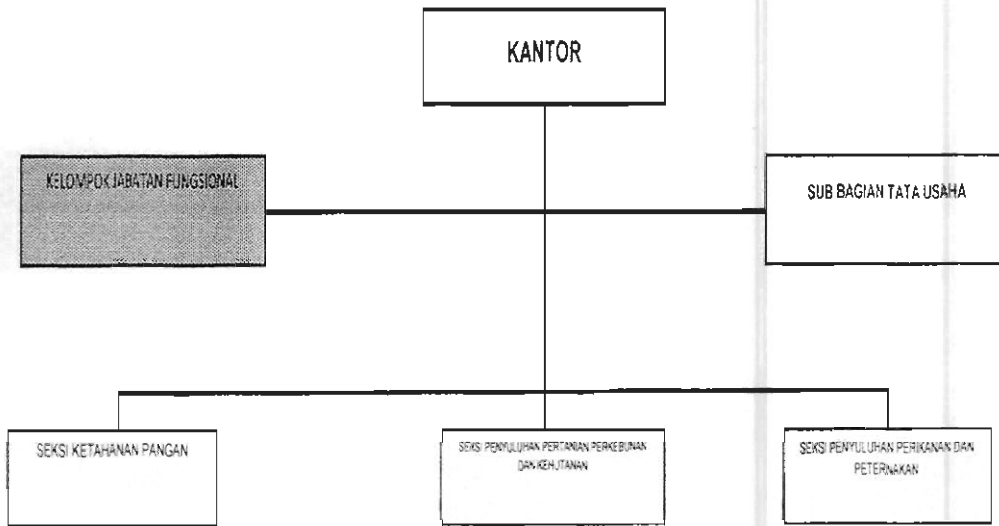 KANTOR
KELOMPOK JABATAN FUNGSIONAL
SUB BAGIAN TATA USAHA
SEKSI KETAHANAN PANGAN
SEKSI PENYULUHAN PERTANIAN PERKEBUNAN
DAN KEHUTANAN
SEKSI PENYULUHAN PERIKANAN DAN
PETERNAKAN